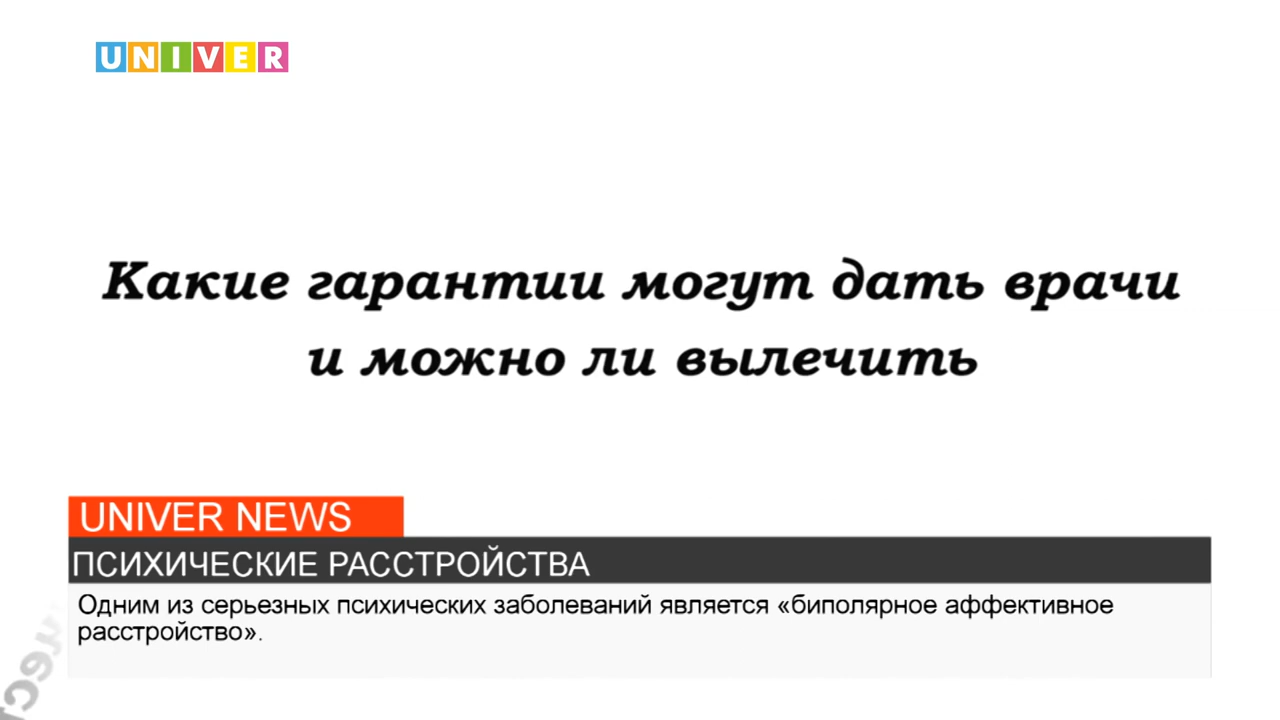 UNIVER
Какие гарантии могут дать врачи
и можно ли вылечить
UNIVER NEWS
ПСИХИЧЕСКИЕ РАССТРОЙСТВА
Одним из серьезных психических заболеваний является «биполярное аффективное
расстройство».